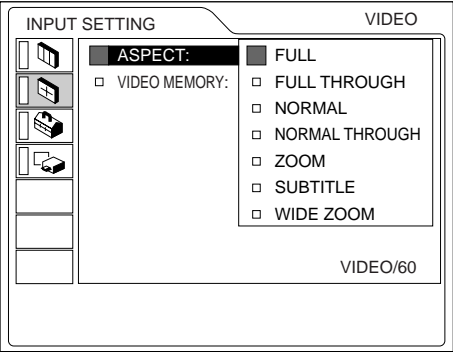 INPUT SETTING VIDEO
ASPECT: FULL
VIDEO MEMORY: FULL THROUGH
NORMAL
NORMAL THROUGH
ZOOM
SUBTITLE
WIDE ZOOM
VIDEO/60